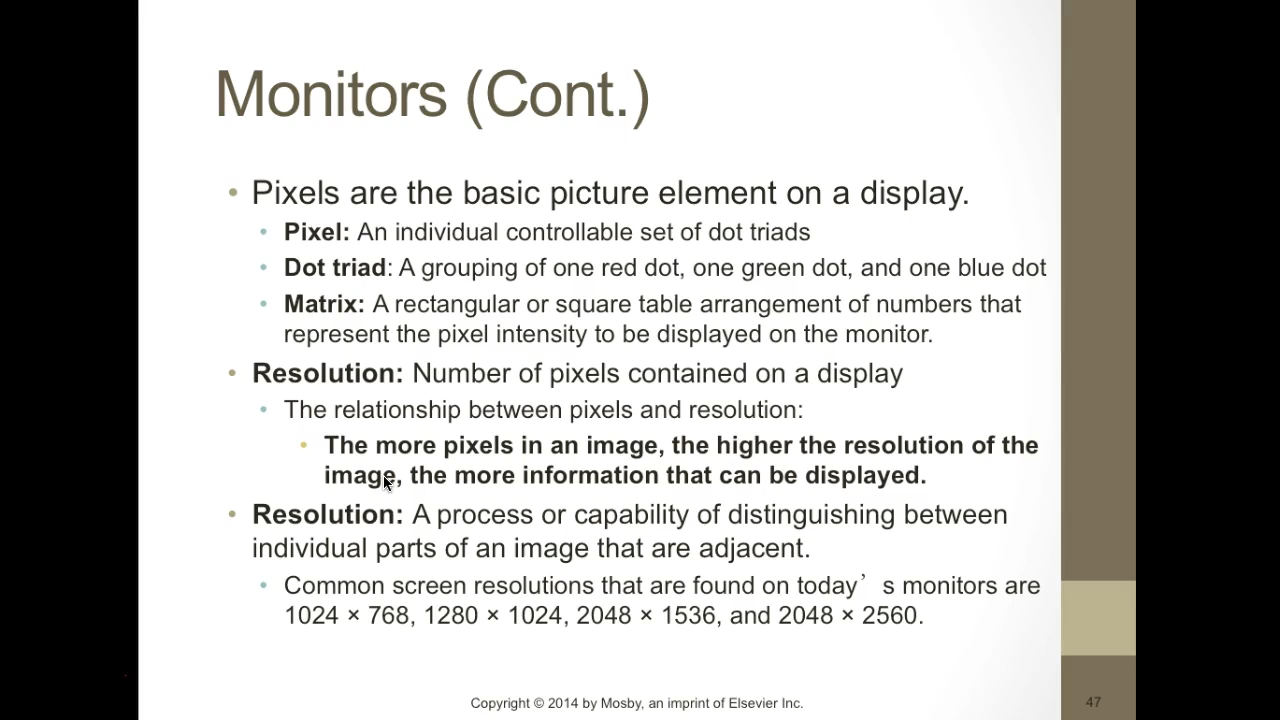 Monitors (Cont.)
• Pixels are the basic picture element on a display.
• Pixel: An individual controllable set of dot triads
• Dot triad: A grouping of one red dot, one green dot, and one blue dot
• Matrix: A rectangular or square table arrangement of numbers that
represent the pixel intensity to be displayed on the monitor.
• Resolution: Number of pixels contained on a display
• The relationship between pixels and resolution:
• The more pixels in an image, the higher the resolution of the
image, the more information that can be displayed.
• Resolution: A process or capability of distinguishing between
individual parts of an image that are adjacent.
• Common screen resolutions that are found on today’ s monitors are
1024 × 768, 1280 × 1024, 2048 × 1536, and 2048 × 2560.
Copyright © 2014 by Mosby, an imprint of Elsevier Inc.
47